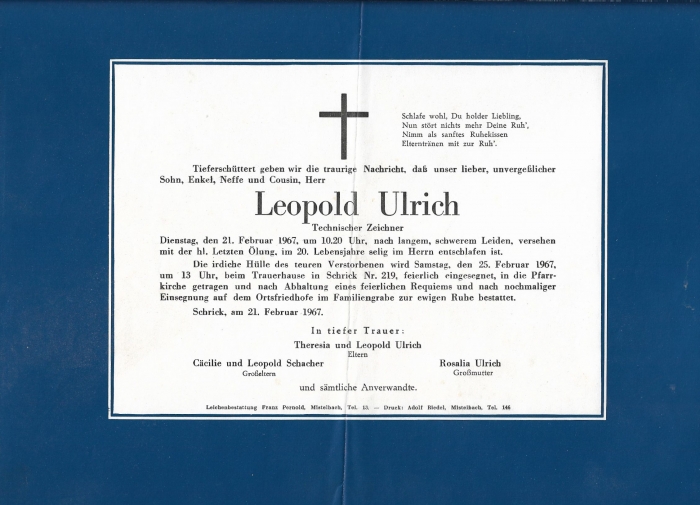 Schlafe wohl, Du holder Liebling,
Nun stört nichts mehr Deine Ruh',
Nimm als sanftes Ruhekissen
Elterntränen mit zur Ruh'.
Tieferschüttert geben wir die traurige Nachricht, daß unser lieber, unvergeßlicher
Sohn, Enkel, Neffe und Cousin, Herr
Leopold Ulrich
Technischer Zeichner
Dienstag, den 21. Februar 1967, um 10.20 Uhr, nach langem, schwerem Leiden, versehen
mit der hl. Letzten Ölung, im 20. Lebensjahre selig im Herrn entschlafen ist.
Die irdiche Hülle des teuren Verstorbenen wird Samstag, den 25. Februar 1967,
um 13 Uhr, beim Trauerhause in Schrick Nr. 219, feierlich eingesegnet, in die Pfarr-
kirche getragen und nach Abhaltung eines feierlichen Requiems und nach nochmaliger
Einsegnung auf dem Ortsfriedhofe im Familiengrabe zur ewigen Ruhe bestattet.
Schrick, am 21. Februar 1967.
In tiefer Trauer:
Theresia und Leopold Ulrich
Eltern
Cäcilie und Leopold Schacher
Großeltern
Rosalia Ulrich
Großmutter
und sämtliche Anverwandte.
Leichenbestattung Franz Pernold, Mistelbach, Tel. 13. — Druck: Adolf Riedel, Mistelbach, Tel. 146